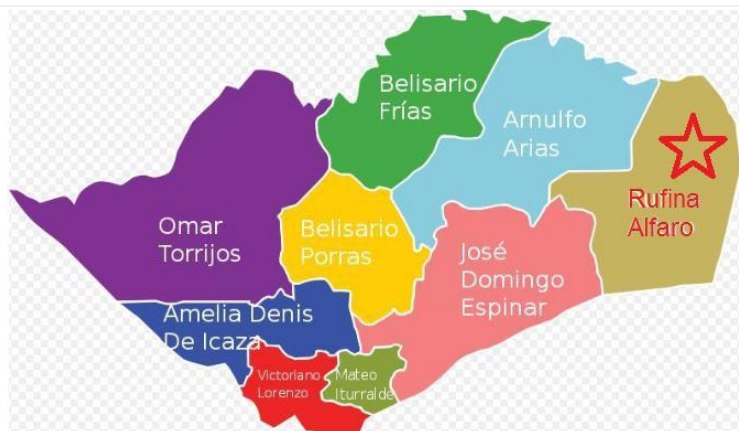 Belisario
Frías
Arnulfo
Arias
Rufina
Alfaro
Omar
Torrijos
Belisario
Porras
José
Domingo
Espinar
Amelia Denis
De Icaza
Victoriano
Lorenzo
Mateo
Iturralde